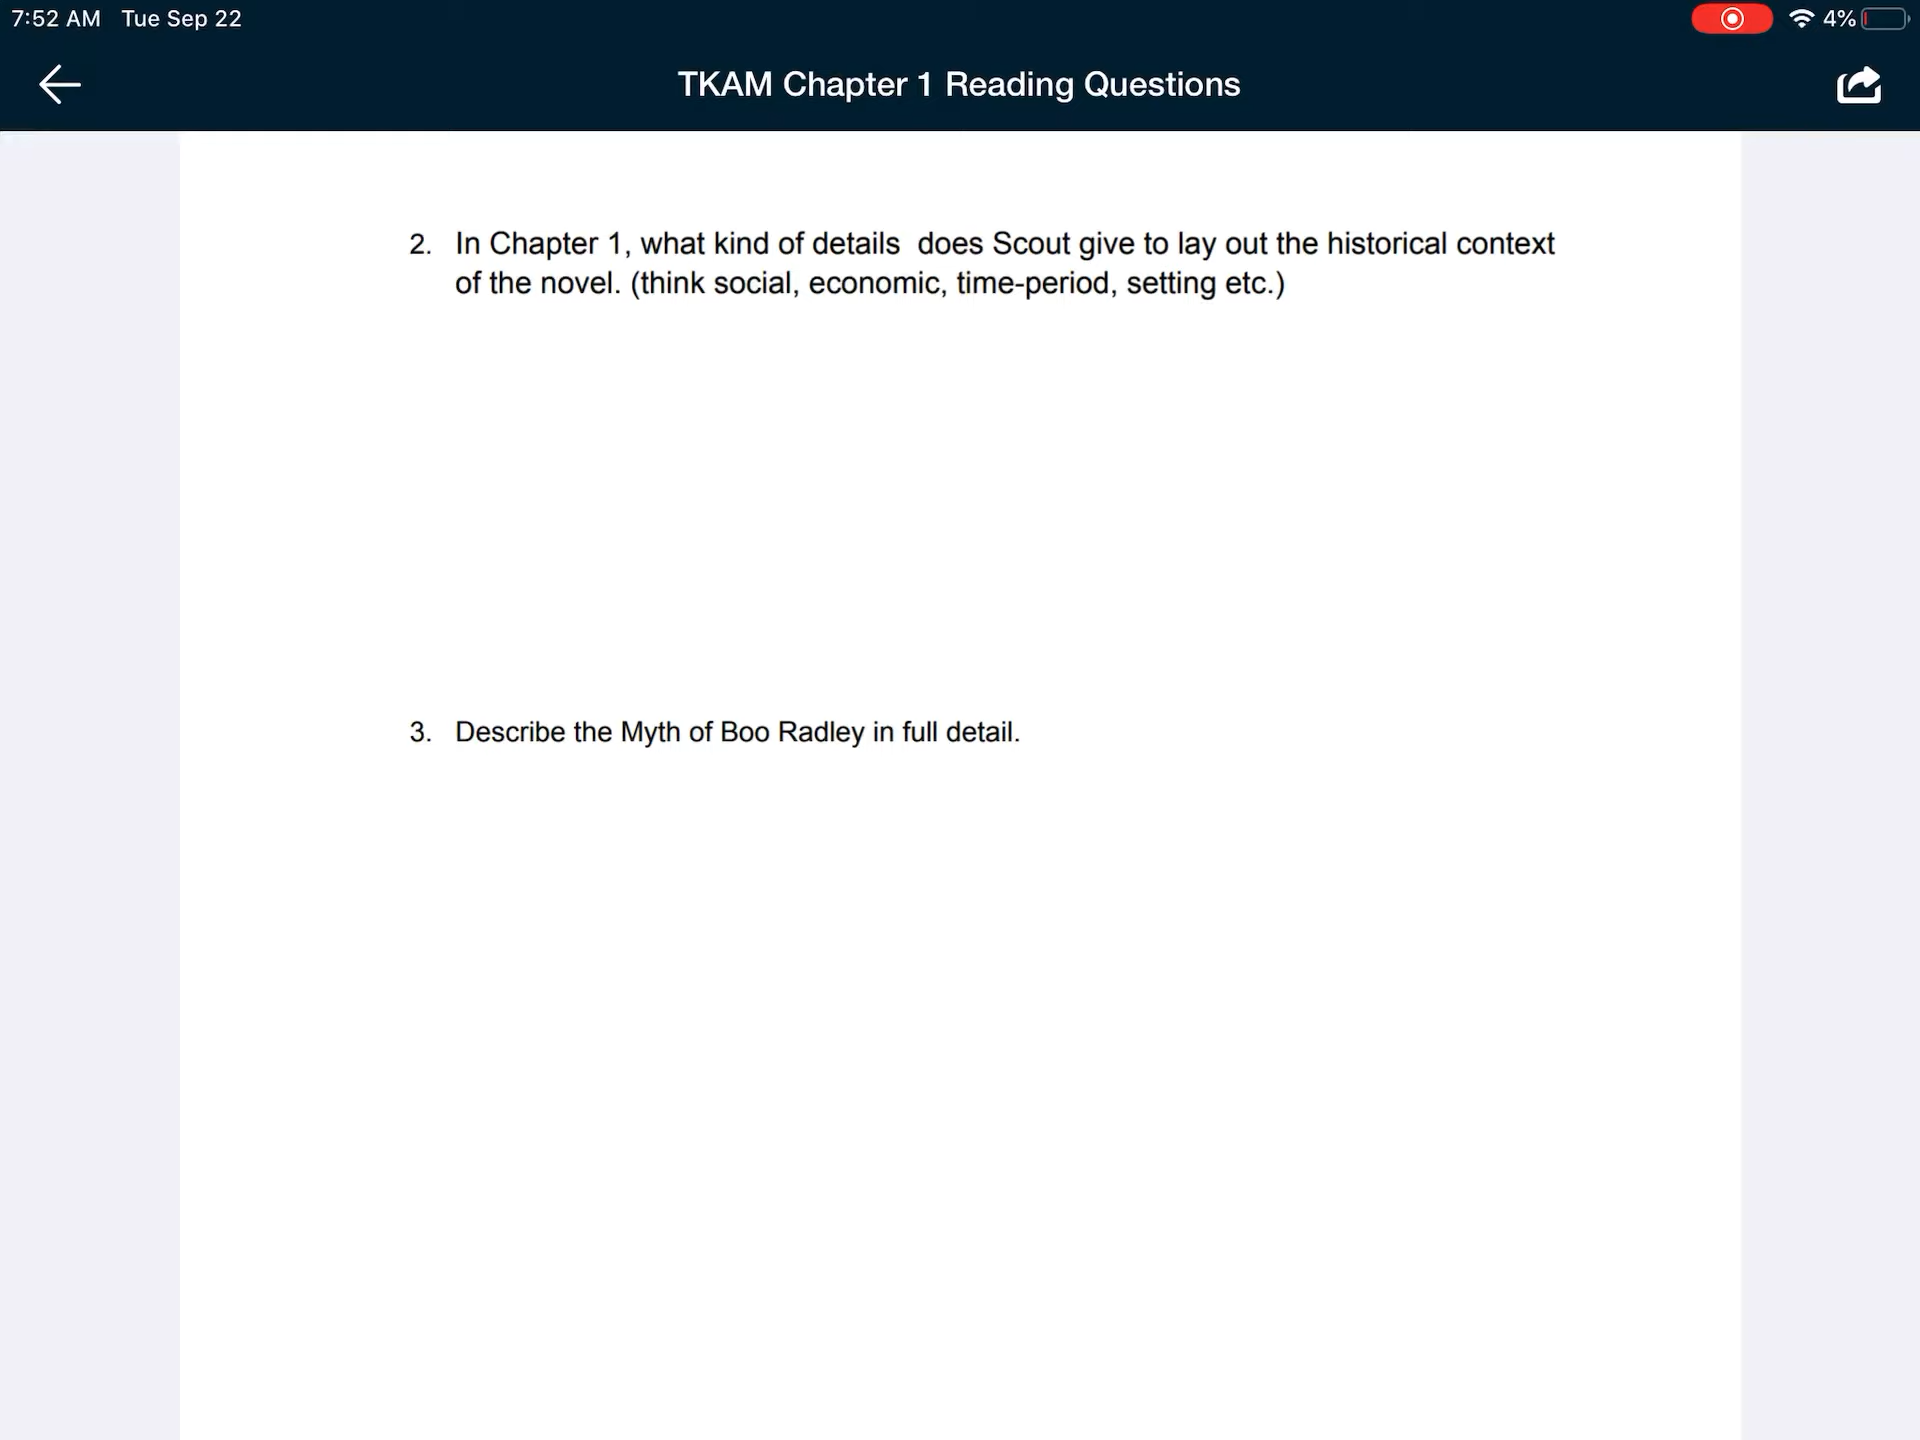 7:52 AM Tue Sep 22 4%
TKAM Chapter 1 Reading Questions
2. In Chapter 1, what kind of details  does Scout give to lay out the historical context
of the novel. (think social, economic, time-period, setting etc.)
3. Describe the Myth of Boo Radley in full detail.